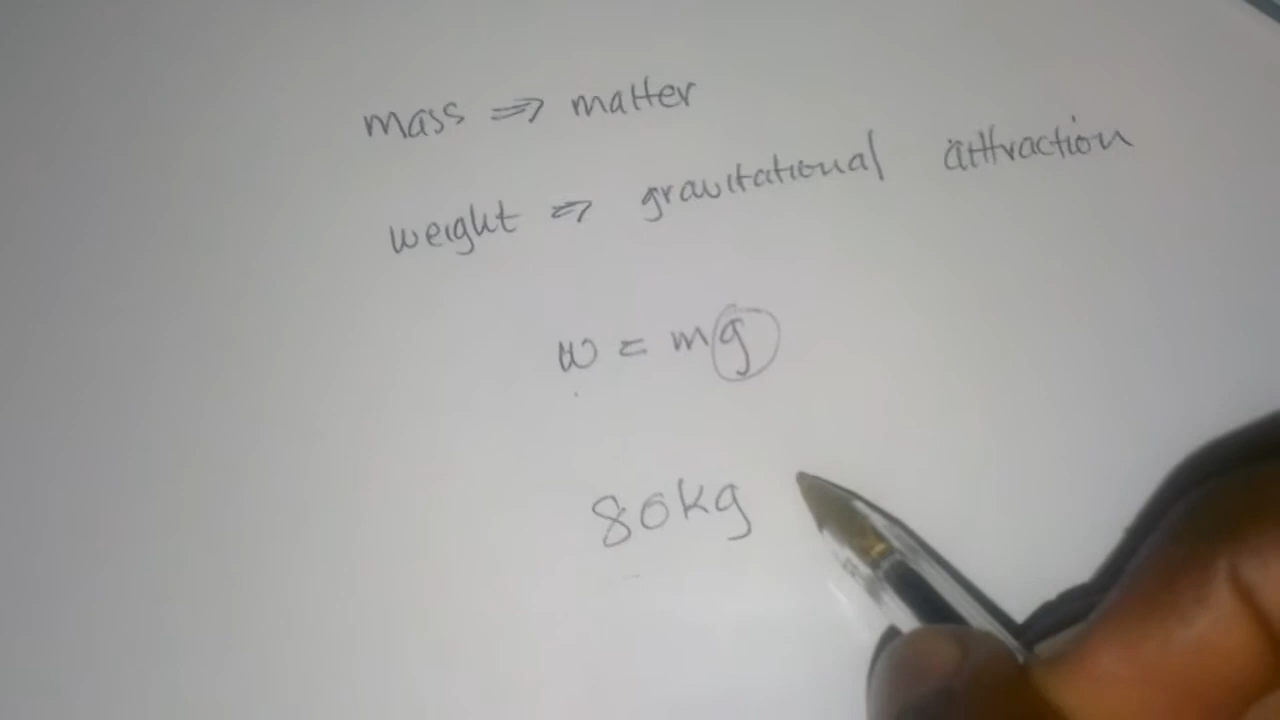 mass ⇒ matter
weight ⇒ gravitational attraction
w = mg
80kg